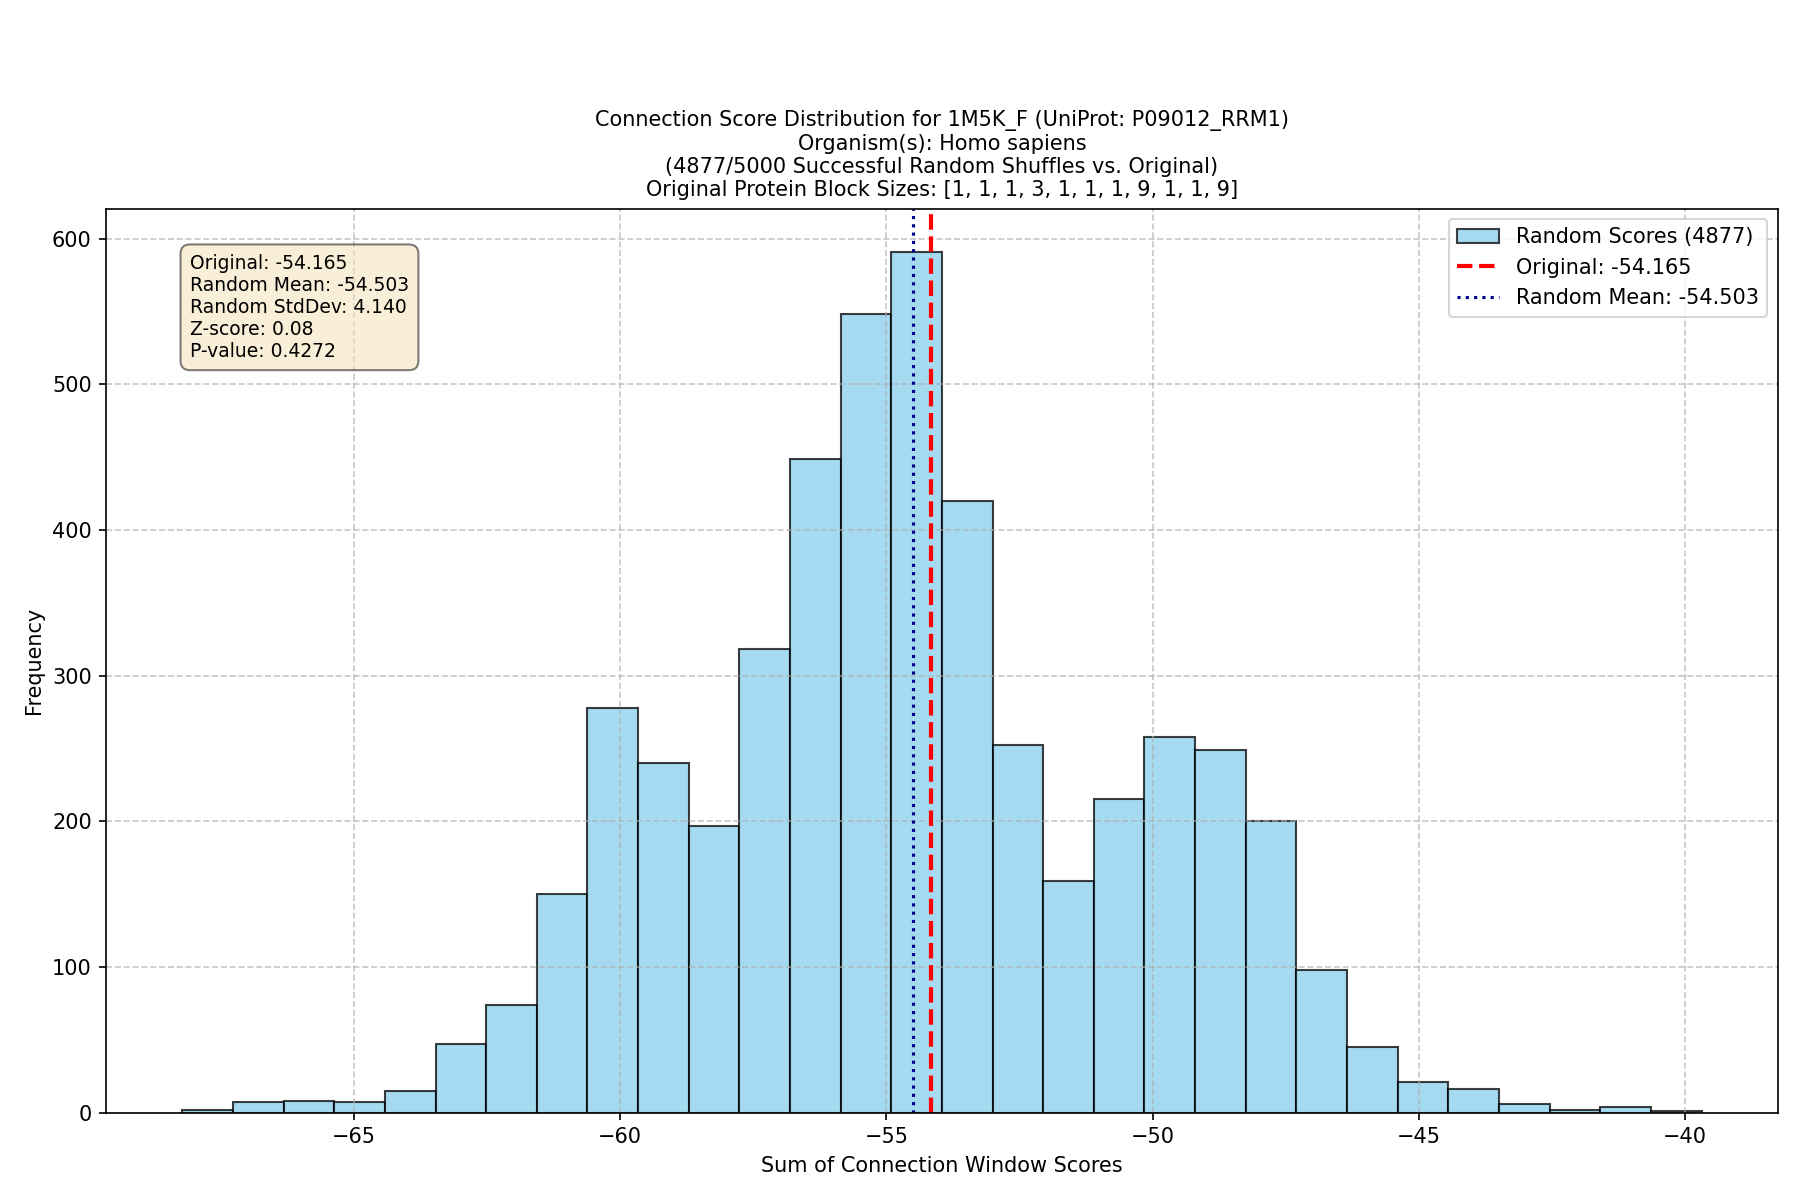 Connection Score Distribution for 1M5K_F (UniProt: P09012_RRM1)
Organism(s): Homo sapiens
(4877/5000 Successful Random Shuffles vs. Original)
Original Protein Block Sizes: [1, 1, 1, 3, 1, 1, 1, 9, 1, 1, 9]
Original: -54.165
Random Mean: -54.503
Random StdDev: 4.140
Z-score: 0.08
P-value: 0.4272
Random Scores (4877)
Original: -54.165
Random Mean: -54.503
Frequency
600
500
400
300
200
100
0
−65
−60
−55
−50
−45
−40
Sum of Connection Window Scores